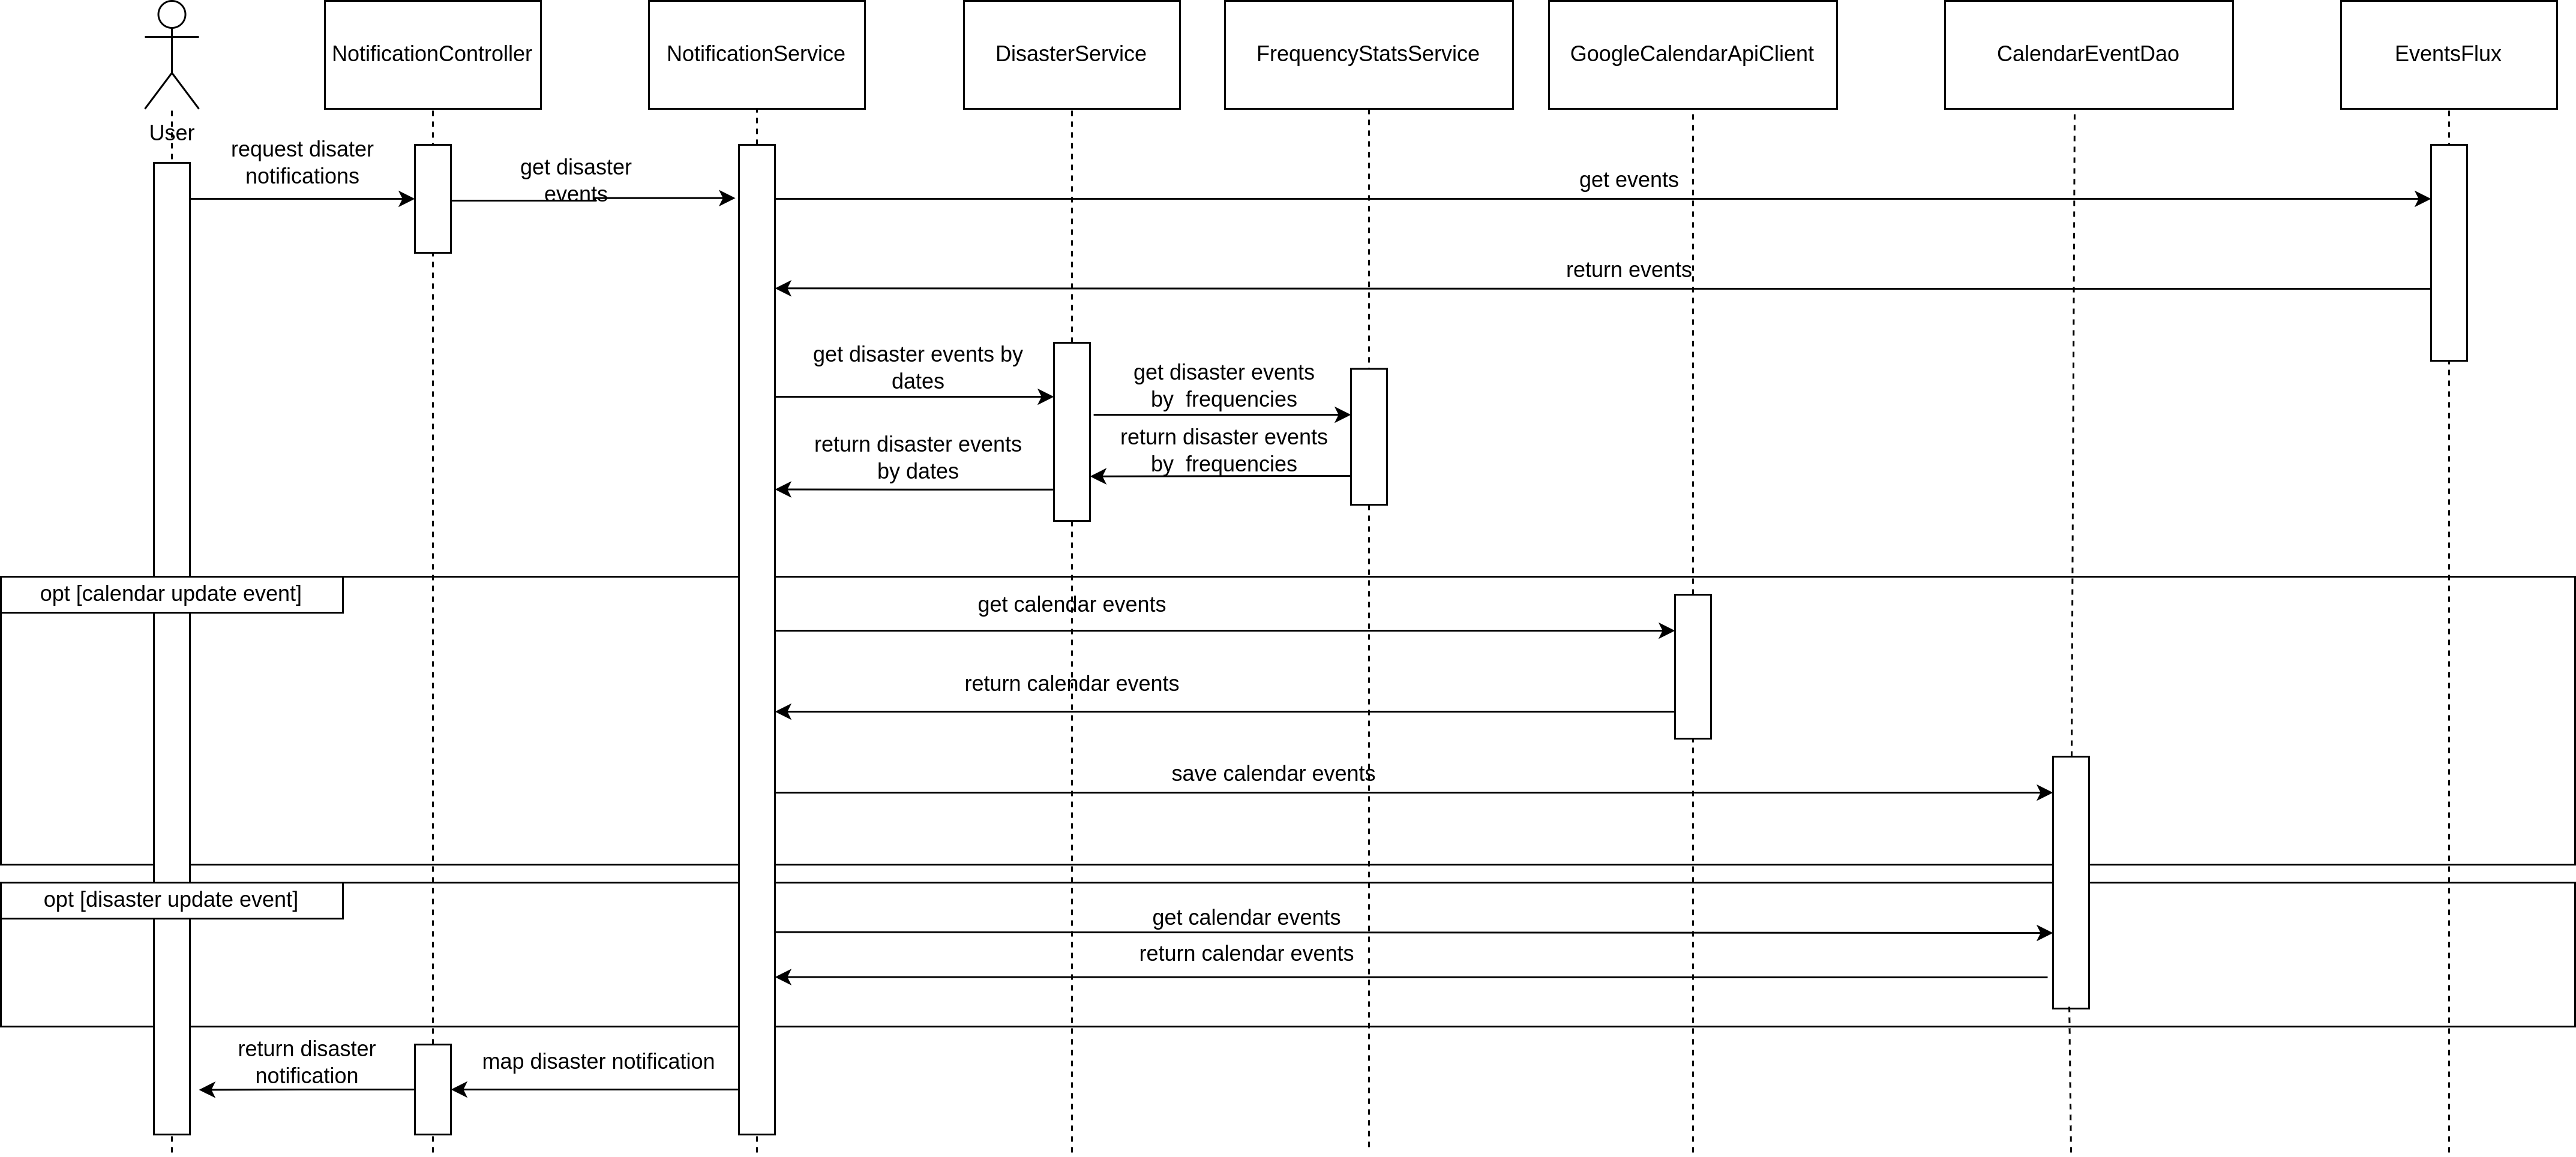 NotificationController
NotificationService
DisasterService
FrequencyStatsService
GoogleCalendarApiClient
CalendarEventDao
EventsFlux
User
request disater
notifications
get disaster
events
get events
return events
get disaster events by
dates
get disaster events
by  frequencies
return disaster events
by dates
return disaster events
by  frequencies
opt [calendar update event]
get calendar events
return calendar events
save calendar events
opt [disaster update event]
get calendar events
return calendar events
return disaster
notification
map disaster notification